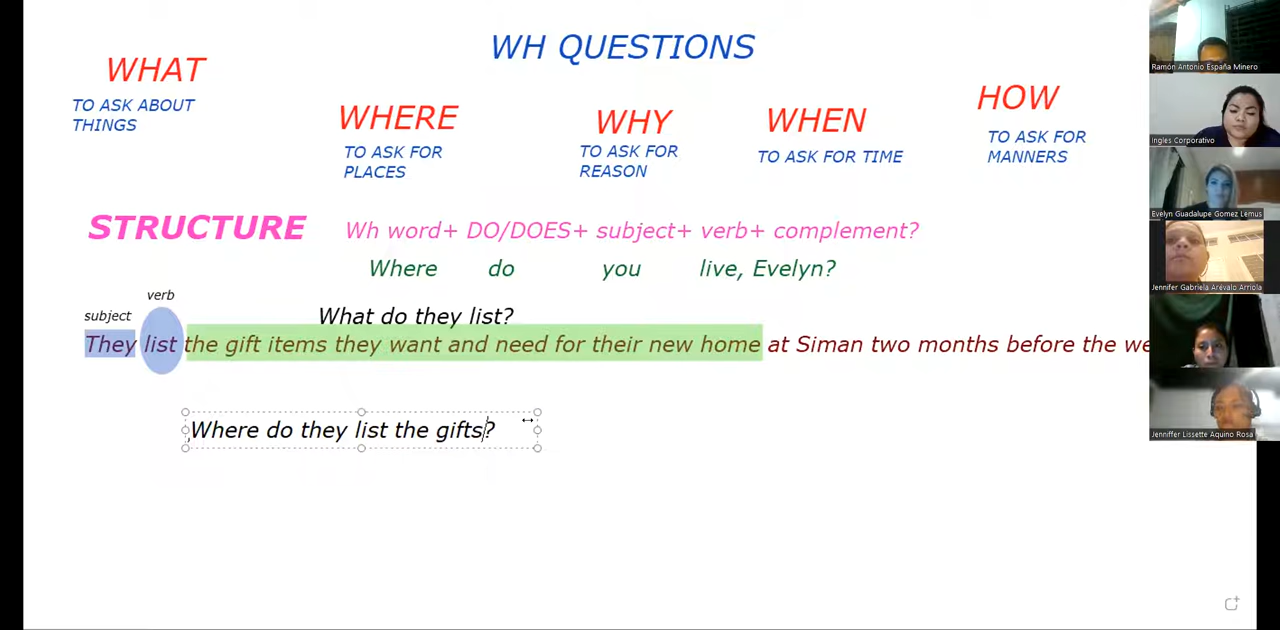 WH QUESTIONS
WHAT
TO ASK ABOUT
THINGS
WHERE
TO ASK FOR
PLACES
WHY
TO ASK FOR
REASON
WHEN
TO ASK FOR TIME
HOW
TO ASK FOR
MANNERS
STRUCTURE
Wh word+ DO/DOES+ subject+ verb+ complement?
Where do you live, Evelyn?
verb
subject
What do they list?
They list the gift items they want and need for their new home at Siman two months before the we
Where do they list the gifts?
Ramón Antonio España Minero
Ingles Corporativo
Evelyn Guadalupe Gomez Lemus
Jennifer Gabriela Arévalo Arriola
Jenniffer Lissette Aquino Rosa